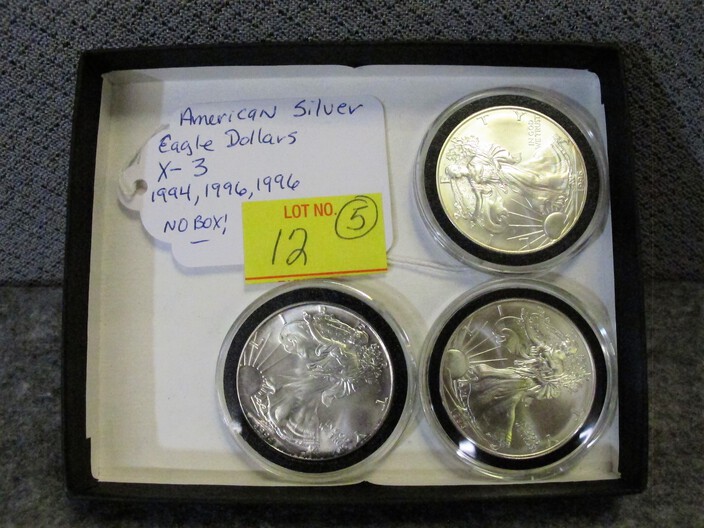 American Silver
Eagle Dollars
X-3
1994, 1996, 1996
NO BOX!
LOT NO. 5
12